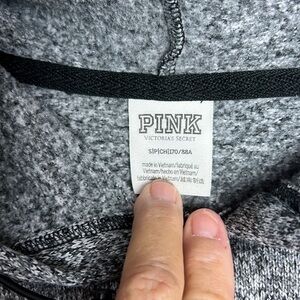 PINK
VICTORIA'S SECRET
S|P|CH|170/88A
made in Vietnam/fabriqué au
Vietnam/hecho en Vietnam/